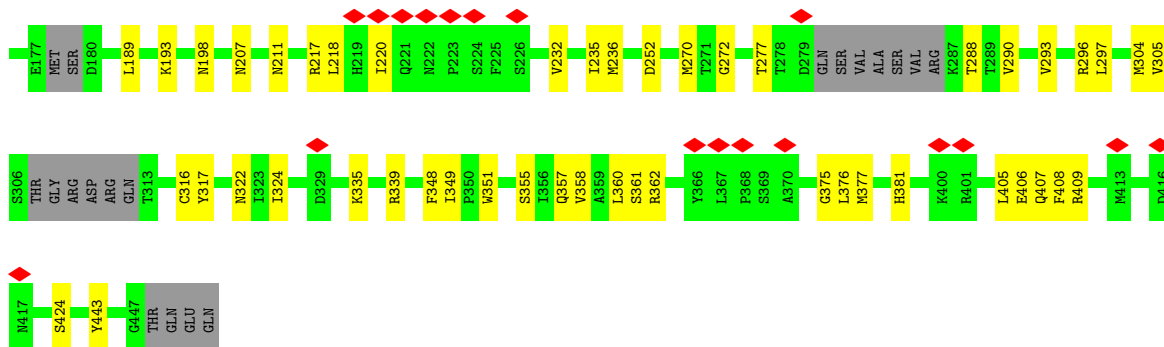 E177 MET SER D180 L189 K193 N198 N207 N211 R217 L218 H219 I220 Q221 N222 P223 S224 F225 S226 V232 I235 M236 D252 M270 T271 G272 T277 T278 D279 GLN SER VAL ALA SER VAL ARG K287 T288 T289 V290 V293 R296 L297 M304 V305
S306 THR GLY ARG ASP ARG GLN T313 C316 Y317 N322 I323 I324 D329 K335 R339 F348 I349 P350 W351 S355 I356 Q357 V358 A359 L360 S361 R362 Y366 L367 P368 S369 A370 G375 L376 M377 H381 K400 R401 L405 E406 Q407 F408 R409 M413 D416
N417 S424 Y443 G447 THR GLN GLU GLN